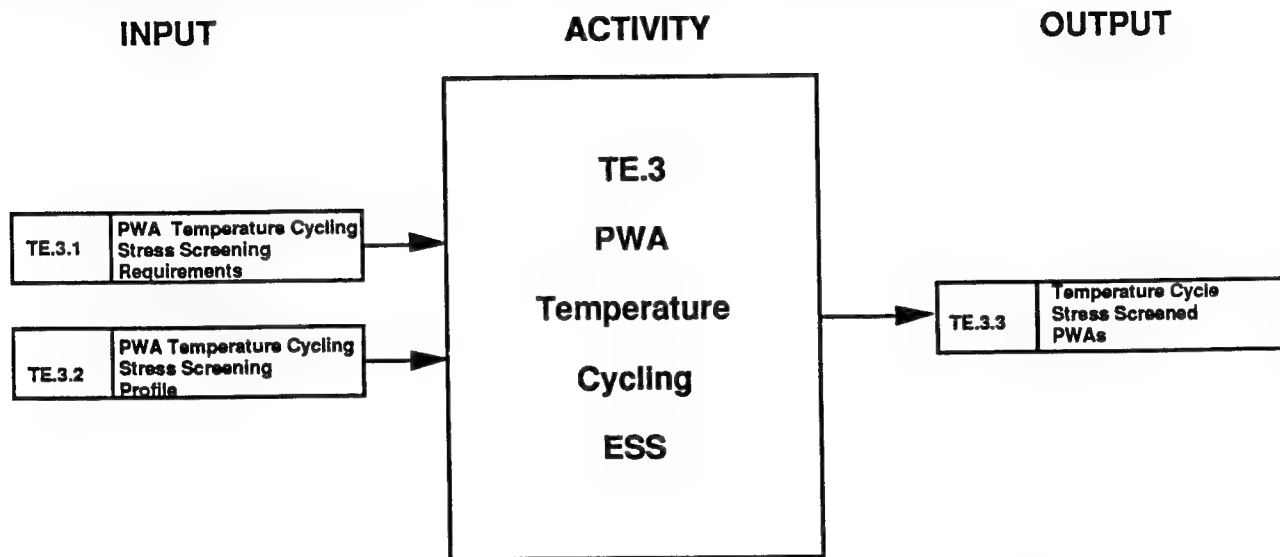 INPUT
ACTIVITY
OUTPUT
TE.3.1
PWA Temperature Cycling
Stress Screening
Requirements
TE.3.2
PWA Temperature Cycling
Stress Screening
Profile
TE.3
PWA
Temperature
Cycling
ESS
TE.3.3
Temperature Cycle
Stress Screened
PWAs